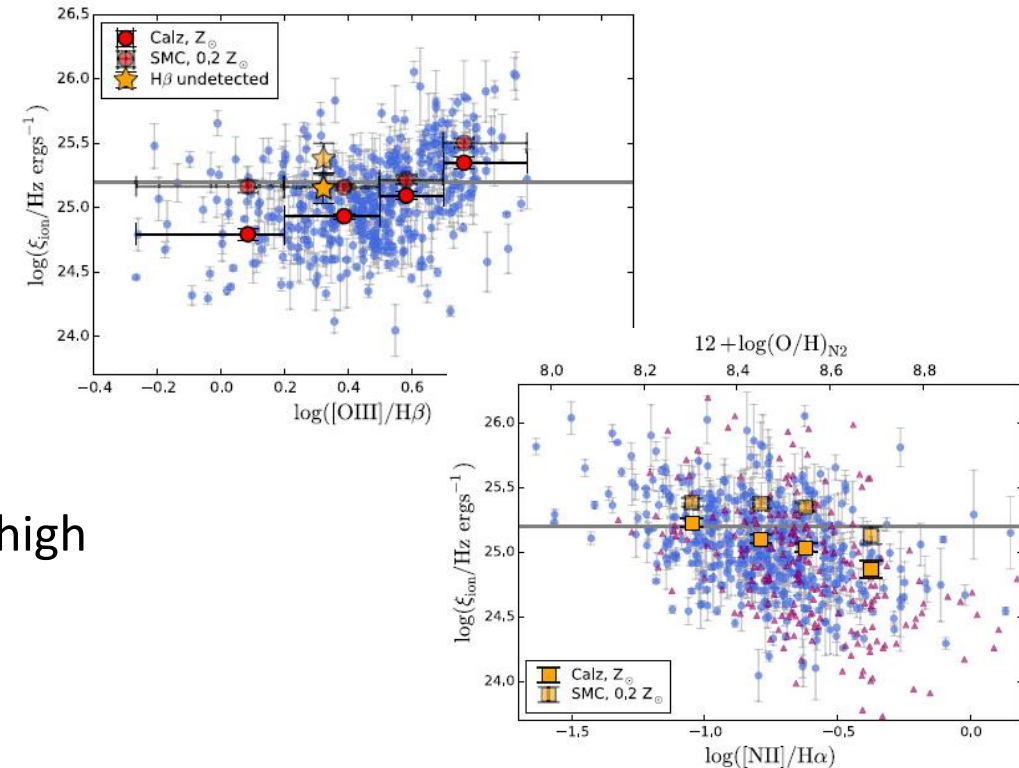 26.5
26.0
25.5
25.0
24.5
24.0
log(ξion/Hz ergs⁻¹)
Calz, Z☉
SMC, 0,2 Z☉
Hβ undetected
−0.4 −0.2 0.0 0.2 0.4 0.6
log([OIII]/Hβ)
high
12+log(O/H)N2
8,0 8,2 8,4 8,6 8,8
26.0
25.5
25.0
24.5
24.0
log(ξion/Hz ergs⁻¹)
Calz, Z☉
SMC, 0,2 Z☉
−1.5 −1.0 −0.5 0.0
log([NII]/Hα)